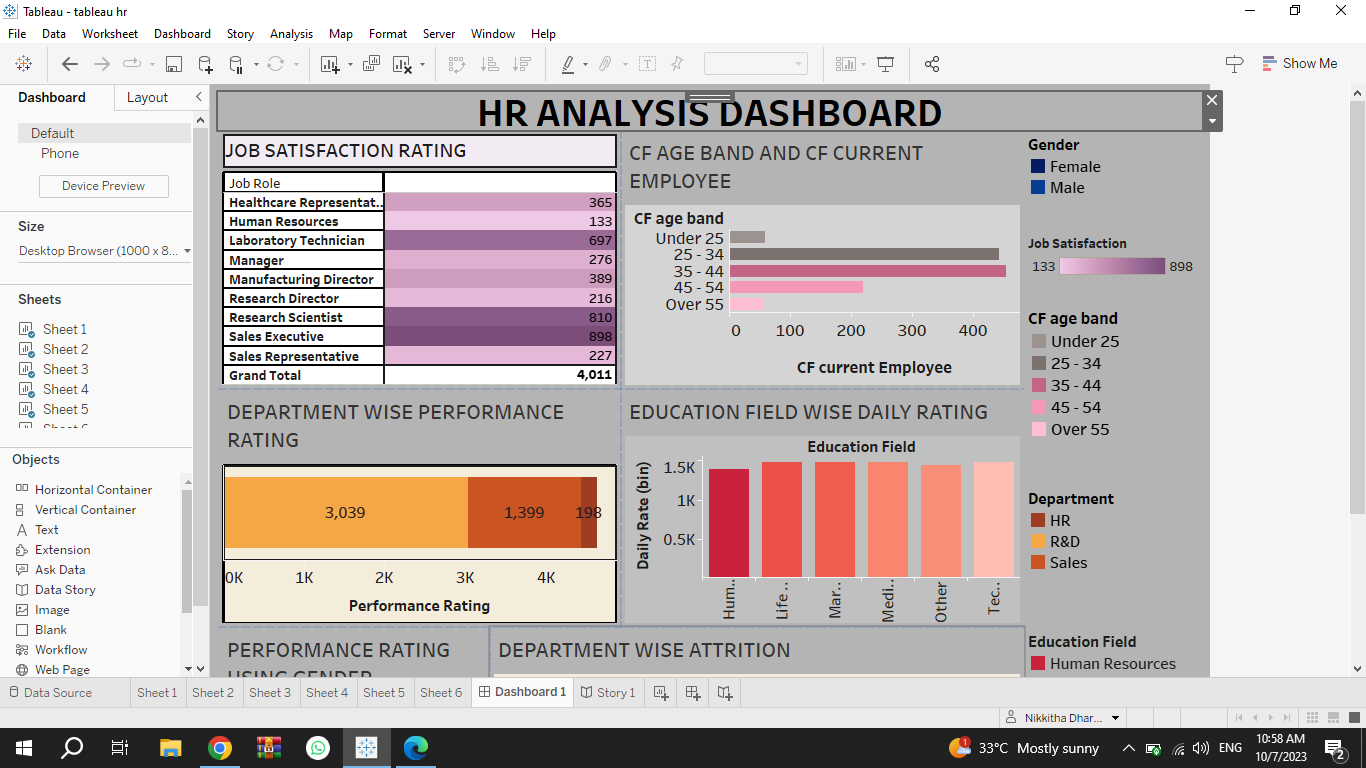 Tableau - tableau hr
File Data Worksheet Dashboard Story Analysis Map Format Server Window Help
Show Me
Dashboard Layout
Default
Phone
Device Preview
Size
Desktop Browser (1000 x 8...
Sheets
Sheet 1
Sheet 2
Sheet 3
Sheet 4
Sheet 5
Sheet 6
Objects
Horizontal Container
Vertical Container
Text
Extension
Ask Data
Data Story
Image
Blank
Workflow
Web Page
HR ANALYSIS DASHBOARD
JOB SATISFACTION RATING
Job Role
Healthcare Representat.. 365
Human Resources 133
Laboratory Technician 697
Manager 276
Manufacturing Director 389
Research Director 216
Research Scientist 810
Sales Executive 898
Sales Representative 227
Grand Total 4,011
CF AGE BAND AND CF CURRENT
EMPLOYEE
CF age band
Under 25
25 - 34
35 - 44
45 - 54
Over 55
0 100 200 300 400
CF current Employee
DEPARTMENT WISE PERFORMANCE
RATING
3,039 1,399 198
0K 1K 2K 3K 4K
Performance Rating
EDUCATION FIELD WISE DAILY RATING
Education Field
Daily Rate (bin)
1.5K
1K
0.5K
Hum.. Life .. Mar.. Medi.. Other Tec..
PERFORMANCE RATING
USING GENDER
DEPARTMENT WISE ATTRITION
Gender
Female
Male
Job Satisfaction
133 898
CF age band
Under 25
25 - 34
35 - 44
45 - 54
Over 55
Department
HR
R&D
Sales
Education Field
Human Resources
Data Source Sheet 1 Sheet 2 Sheet 3 Sheet 4 Sheet 5 Sheet 6 Dashboard 1 Story 1
Nikkitha Dhar...
1 33°C Mostly sunny ENG 10:58 AM
10/7/2023 2